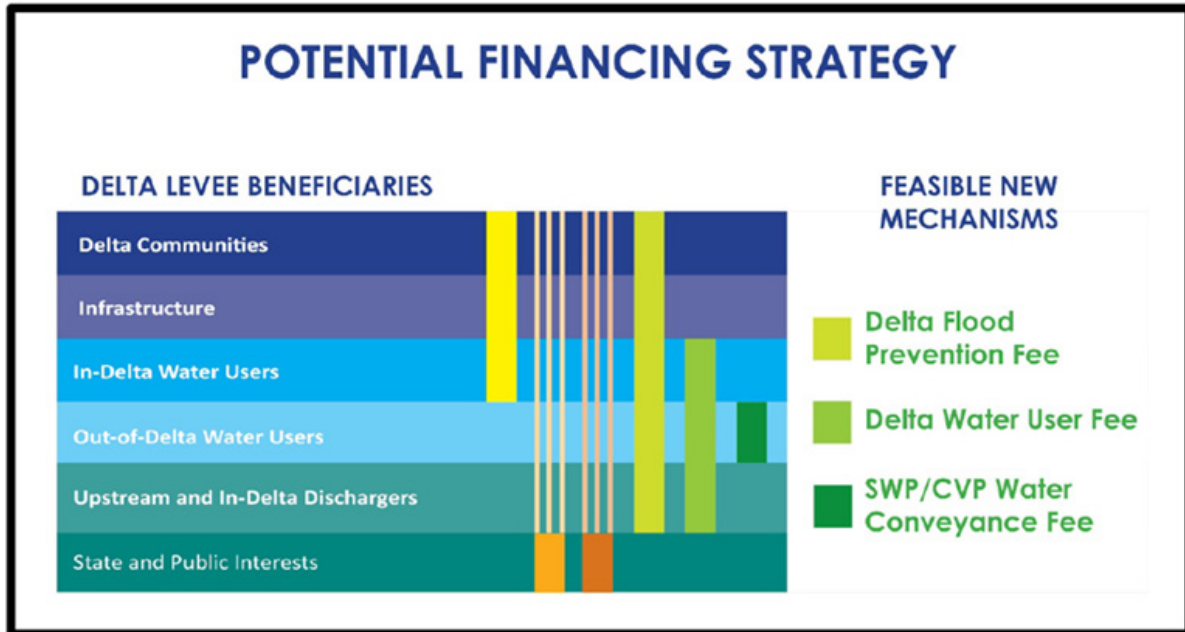 POTENTIAL FINANCING STRATEGY
DELTA LEVEE BENEFICIARIES
Delta Communities
Infrastructure
In-Delta Water Users
Out-of-Delta Water Users
Upstream and In-Delta Dischargers
State and Public Interests
FEASIBLE NEW
MECHANISMS
Delta Flood
Prevention Fee
Delta Water User Fee
SWP/CVP Water
Conveyance Fee